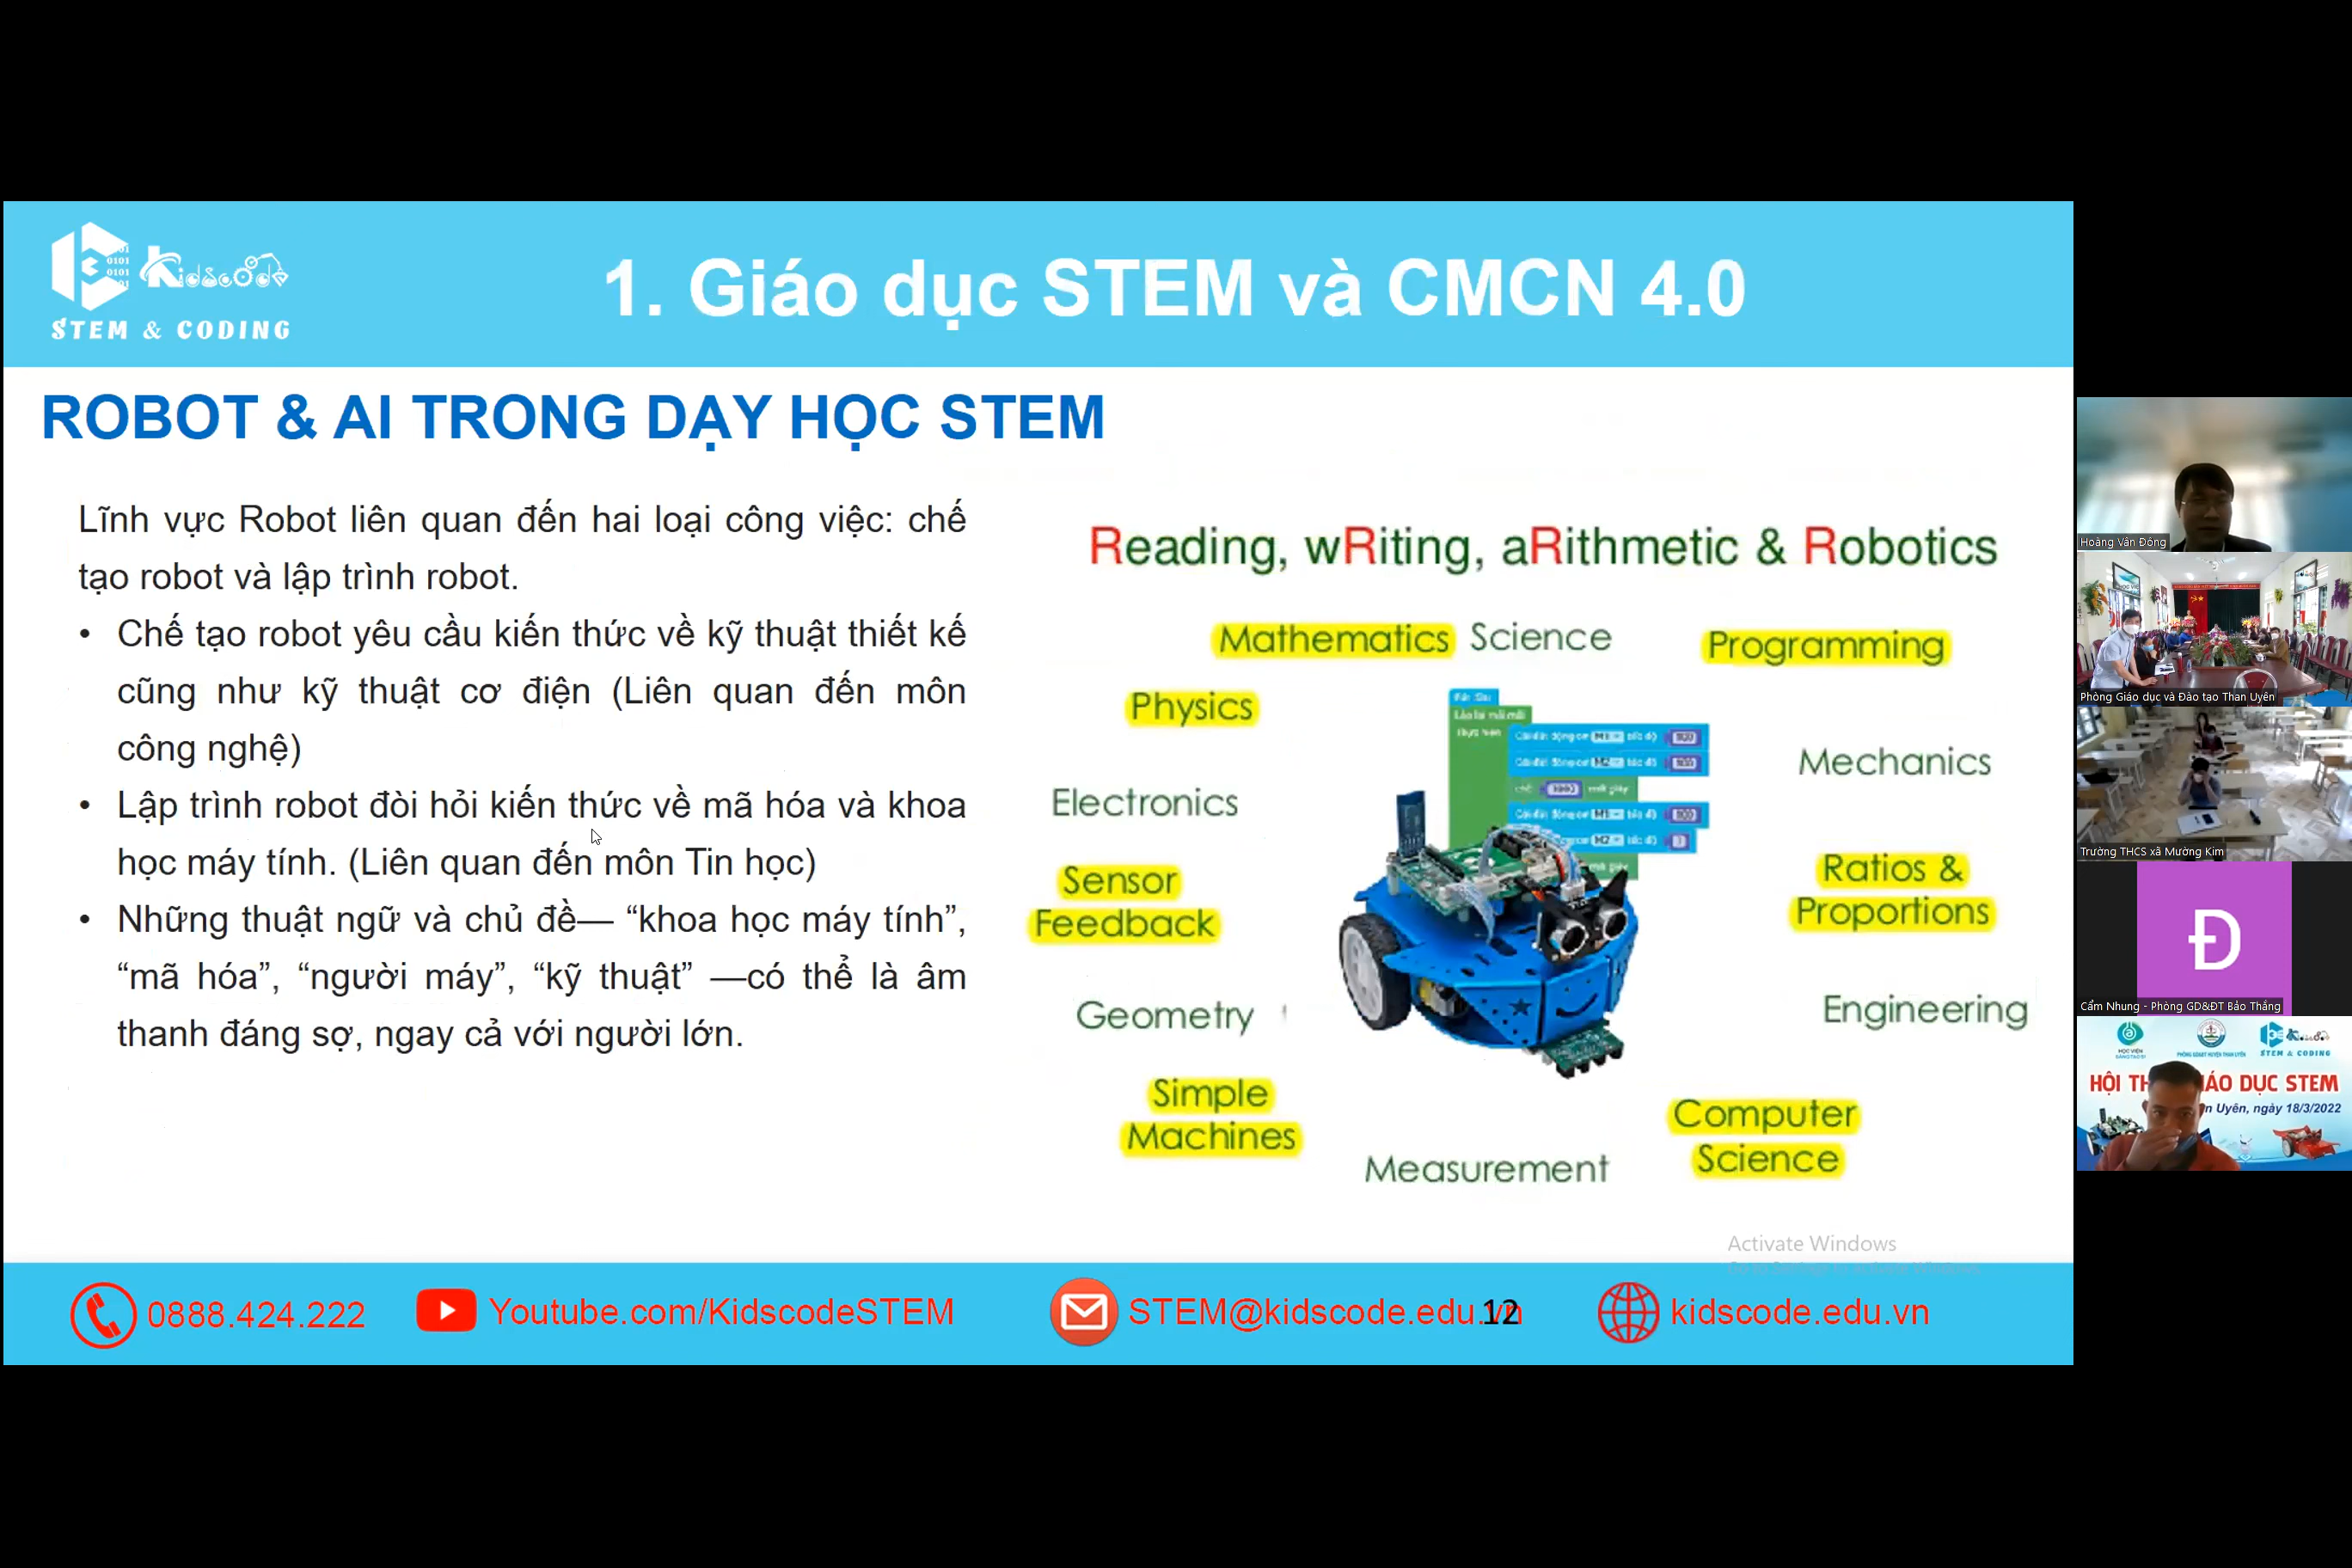 Kidscode
STEM & CODING
1. Giáo dục STEM và CMCN 4.0
ROBOT & AI TRONG DẠY HỌC STEM
Lĩnh vực Robot liên quan đến hai loại công việc: chế
tạo robot và lập trình robot.
• Chế tạo robot yêu cầu kiến thức về kỹ thuật thiết kế
cũng như kỹ thuật cơ điện (Liên quan đến môn
công nghệ)
• Lập trình robot đòi hỏi kiến thức về mã hóa và khoa
học máy tính. (Liên quan đến môn Tin học)
• Những thuật ngữ và chủ đề— “khoa học máy tính”,
“mã hóa”, “người máy”, “kỹ thuật” —có thể là âm
thanh đáng sợ, ngay cả với người lớn.
Reading, wRiting, aRithmetic & Robotics
Mathematics
Science
Programming
Physics
Mechanics
Electronics
Sensor
Feedback
Ratios &
Proportions
Geometry
Engineering
Simple
Machines
Computer
Science
Measurement
Activate Windows
0888.424.222
Youtube.com/KidscodeSTEM
STEM@kidscode.edu.vn
12
kidscode.edu.vn
Hoàng Vân Đông
Phòng Giáo dục và Đào tạo Than Uyên
Trường THCS xã Mường Kim
Đ
Cẩm Nhung - Phòng GD&ĐT Bảo Thắng
STEM & CODING
HỘI TH ÁO DỤC STEM
n Uyên, ngày 18/3/2022